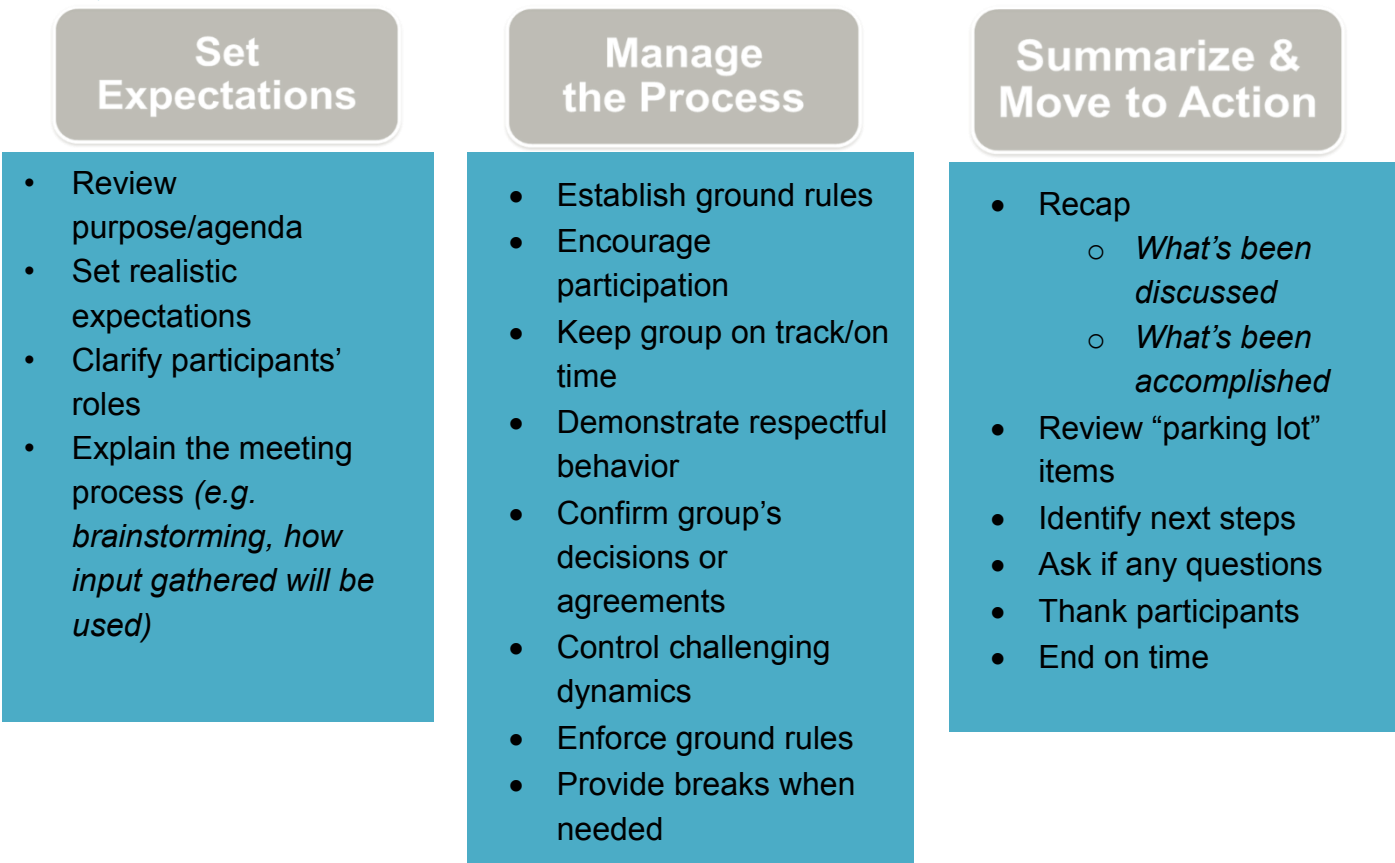 Set
Expectations
• Review
purpose/agenda
• Set realistic
expectations
• Clarify participants’
roles
• Explain the meeting
process (e.g.
brainstorming, how
input gathered will be
used)
Manage
the Process
• Establish ground rules
• Encourage
participation
• Keep group on track/on
time
• Demonstrate respectful
behavior
• Confirm group’s
decisions or
agreements
• Control challenging
dynamics
• Enforce ground rules
• Provide breaks when
needed
Summarize &
Move to Action
• Recap
o What’s been
discussed
o What’s been
accomplished
• Review “parking lot”
items
• Identify next steps
• Ask if any questions
• Thank participants
• End on time